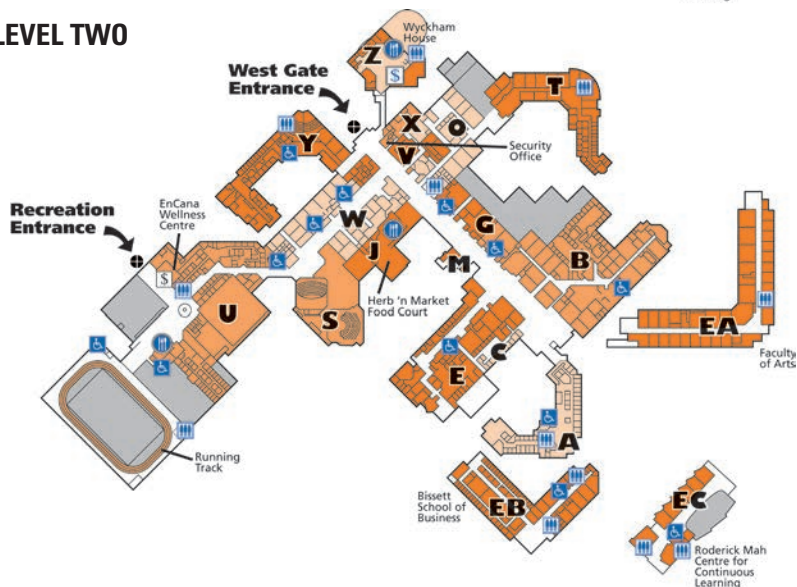 LEVEL TWO
Wyckham
House
Z
$
West Gate
Entrance
T
X
O
Y
V
Security
Office
EnCana
Wellness
Centre
Recreation
Entrance
W
G
J
B
M
$
U
S
Herb 'n Market
Food Court
EA
C
E
Faculty
of Arts
A
Running
Track
Bissett
School of
Business
EB
EC
Roderick Mah
Centre for
Continuous
Learning